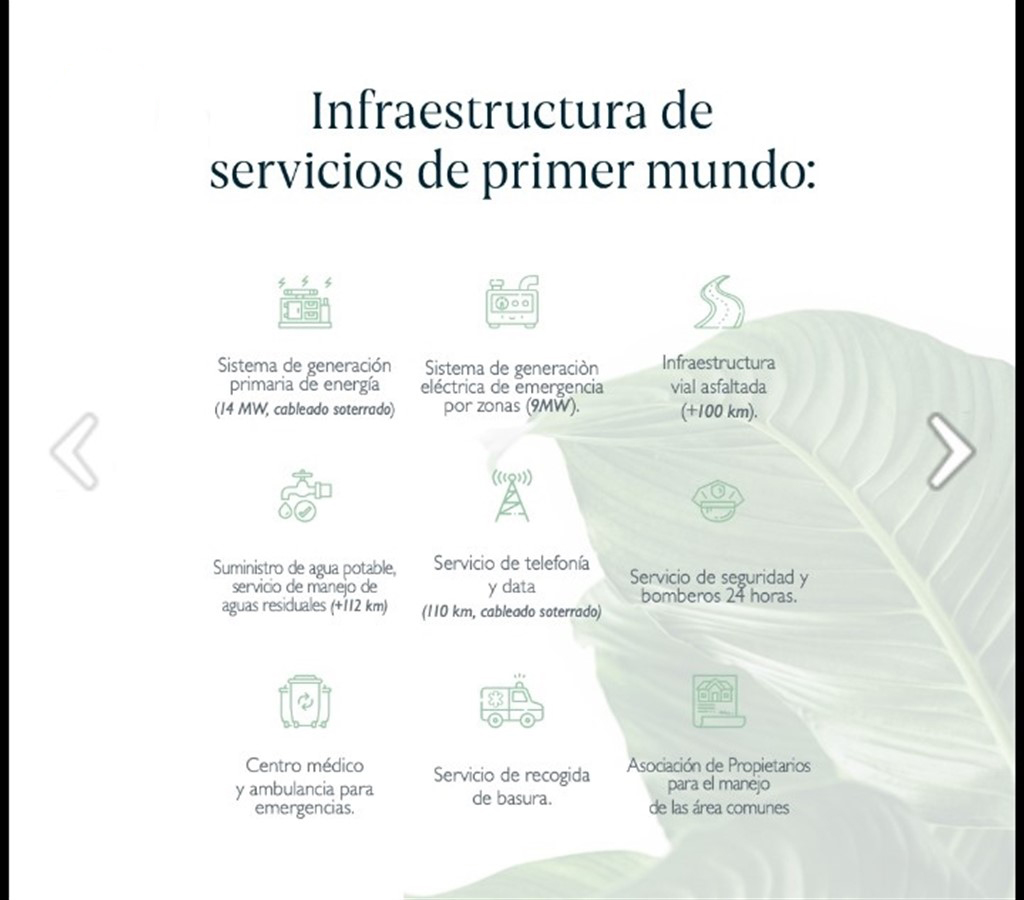 Infraestructura de
servicios de primer mundo:
Sistema de generación
primaria de energía
(14 MW, cableado soterrado)
Sistema de generaciòn
eléctrica de emergencia
por zonas (9MW).
Infraestructura
vial asfaltada
(+100 km).
Suministro de agua potable,
servicio de manejo de
aguas residuales (+112 km)
Servicio de telefonía
y data
(110 km, cableado soterrado)
Servicio de seguridad y
bomberos 24 horas.
Centro médico
y ambulancia para
emergencias.
Servicio de recogida
de basura.
Asociación de Propietarios
para el manejo
de las área comunes